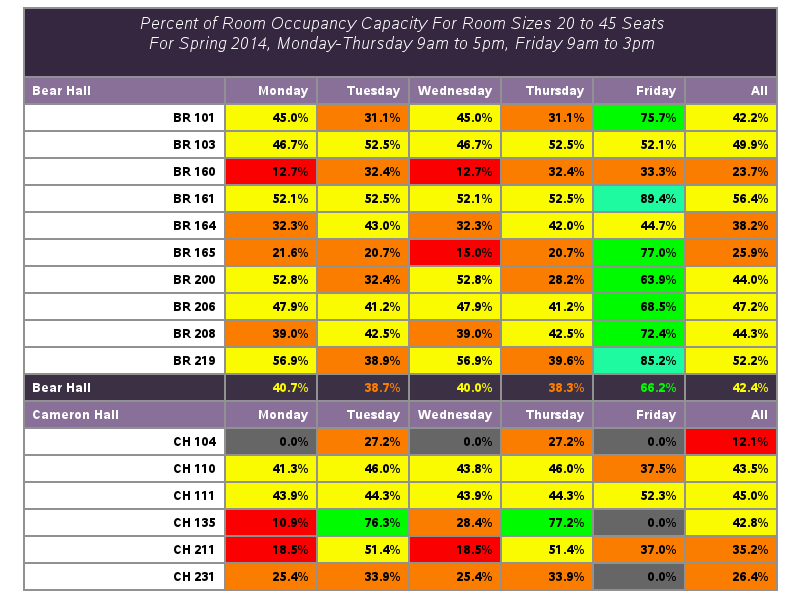 Percent of Room Occupancy Capacity For Room Sizes 20 to 45 Seats
For Spring 2014, Monday-Thursday 9am to 5pm, Friday 9am to 3pm
Bear Hall Monday Tuesday Wednesday Thursday Friday All
BR 101 45.0% 31.1% 45.0% 31.1% 75.7% 42.2%
BR 103 46.7% 52.5% 46.7% 52.5% 52.1% 49.9%
BR 160 12.7% 32.4% 12.7% 32.4% 33.3% 23.7%
BR 161 52.1% 52.5% 52.1% 52.5% 89.4% 56.4%
BR 164 32.3% 43.0% 32.3% 42.0% 44.7% 38.2%
BR 165 21.6% 20.7% 15.0% 20.7% 77.0% 25.9%
BR 200 52.8% 32.4% 52.8% 28.2% 63.9% 44.0%
BR 206 47.9% 41.2% 47.9% 41.2% 68.5% 47.2%
BR 208 39.0% 42.5% 39.0% 42.5% 72.4% 44.3%
BR 219 56.9% 38.9% 56.9% 39.6% 85.2% 52.2%
Bear Hall 40.7% 38.7% 40.0% 38.3% 66.2% 42.4%
Cameron Hall Monday Tuesday Wednesday Thursday Friday All
CH 104 0.0% 27.2% 0.0% 27.2% 0.0% 12.1%
CH 110 41.3% 46.0% 43.8% 46.0% 37.5% 43.5%
CH 111 43.9% 44.3% 43.9% 44.3% 52.3% 45.0%
CH 135 10.9% 76.3% 28.4% 77.2% 0.0% 42.8%
CH 211 18.5% 51.4% 18.5% 51.4% 37.0% 35.2%
CH 231 25.4% 33.9% 25.4% 33.9% 0.0% 26.4%